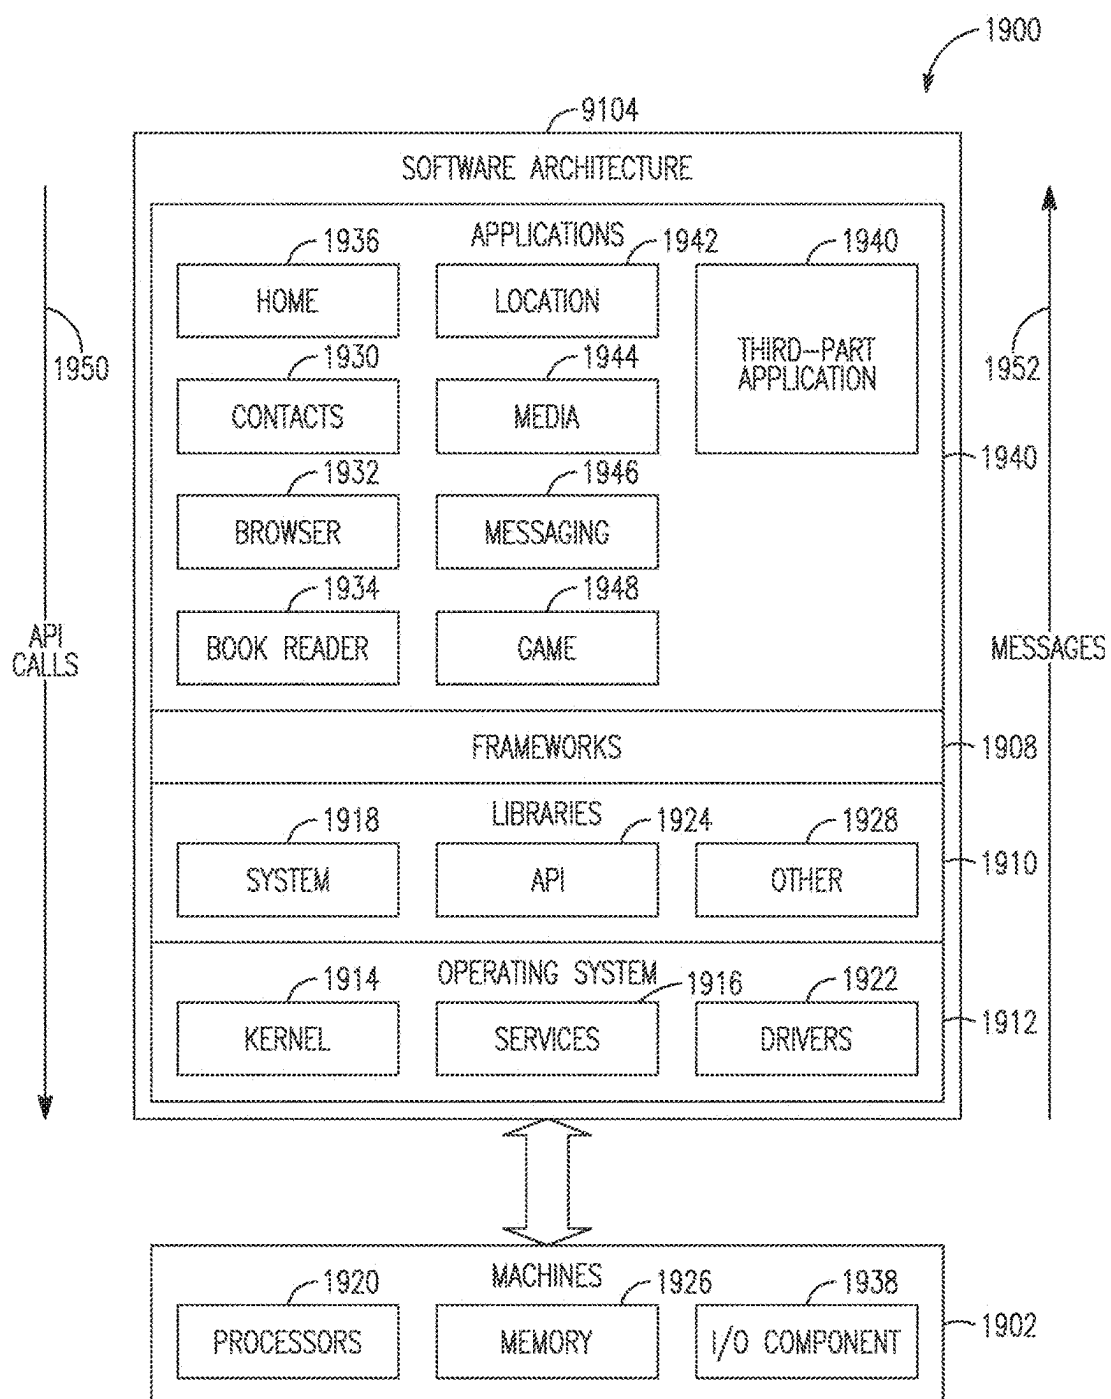 1900
9104
SOFTWARE ARCHITECTURE
APPLICATIONS
1936
1942
1940
HOME
LOCATION
THIRD-PART
APPLICATION
1950
1952
1930
1944
CONTACTS
MEDIA
1940
1932
1946
BROWSER
MESSAGING
1934
1948
BOOK READER
GAME
API
CALLS
MESSAGES
FRAMEWORKS
1908
LIBRARIES
1918
1924
1928
SYSTEM
API
OTHER
1910
OPERATING SYSTEM
1914
1916
1922
KERNEL
SERVICES
DRIVERS
1912
MACHINES
1920
1926
1938
PROCESSORS
MEMORY
I/O COMPONENT
1902